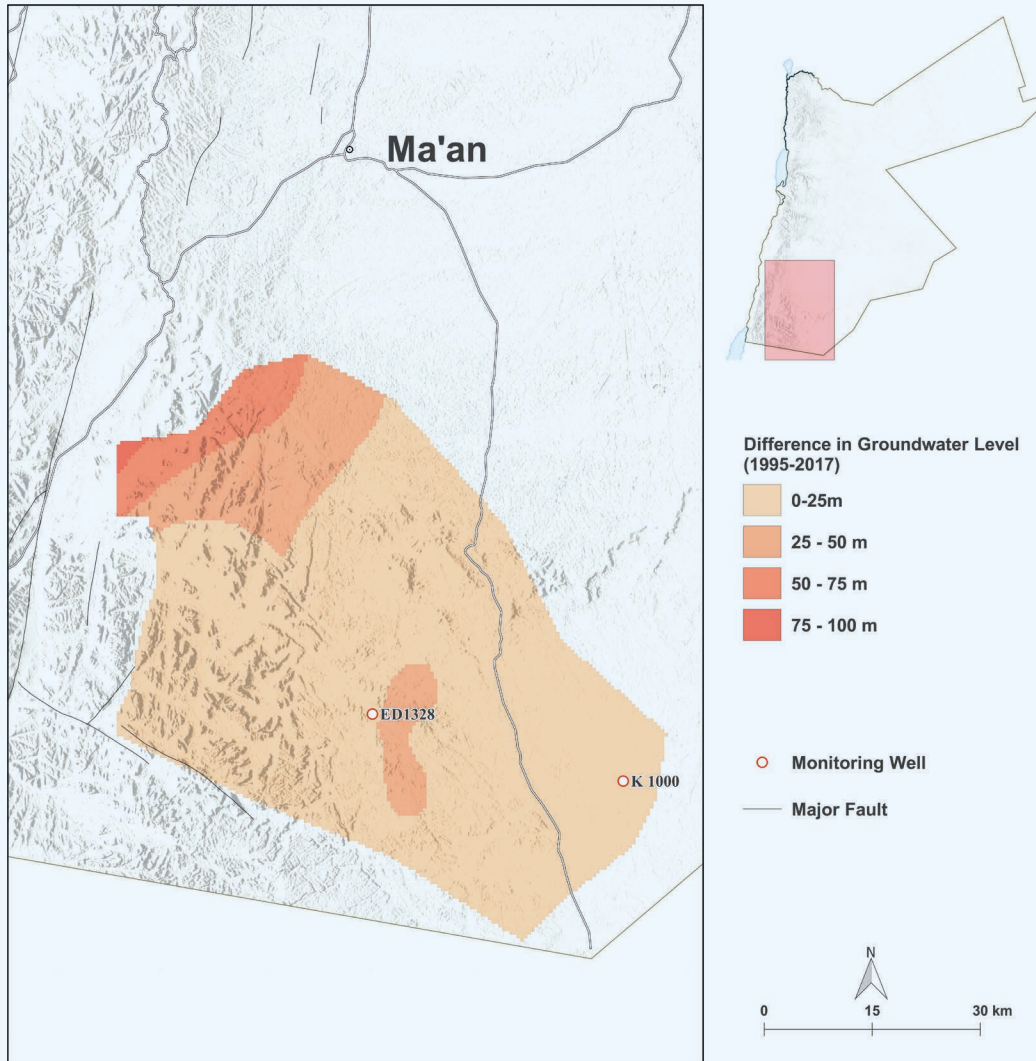 Ma'an
ED1328
K 1000
Difference in Groundwater Level
(1995-2017)
0-25m
25 - 50 m
50 - 75 m
75 - 100 m
Monitoring Well
Major Fault
N
0 15 30 km